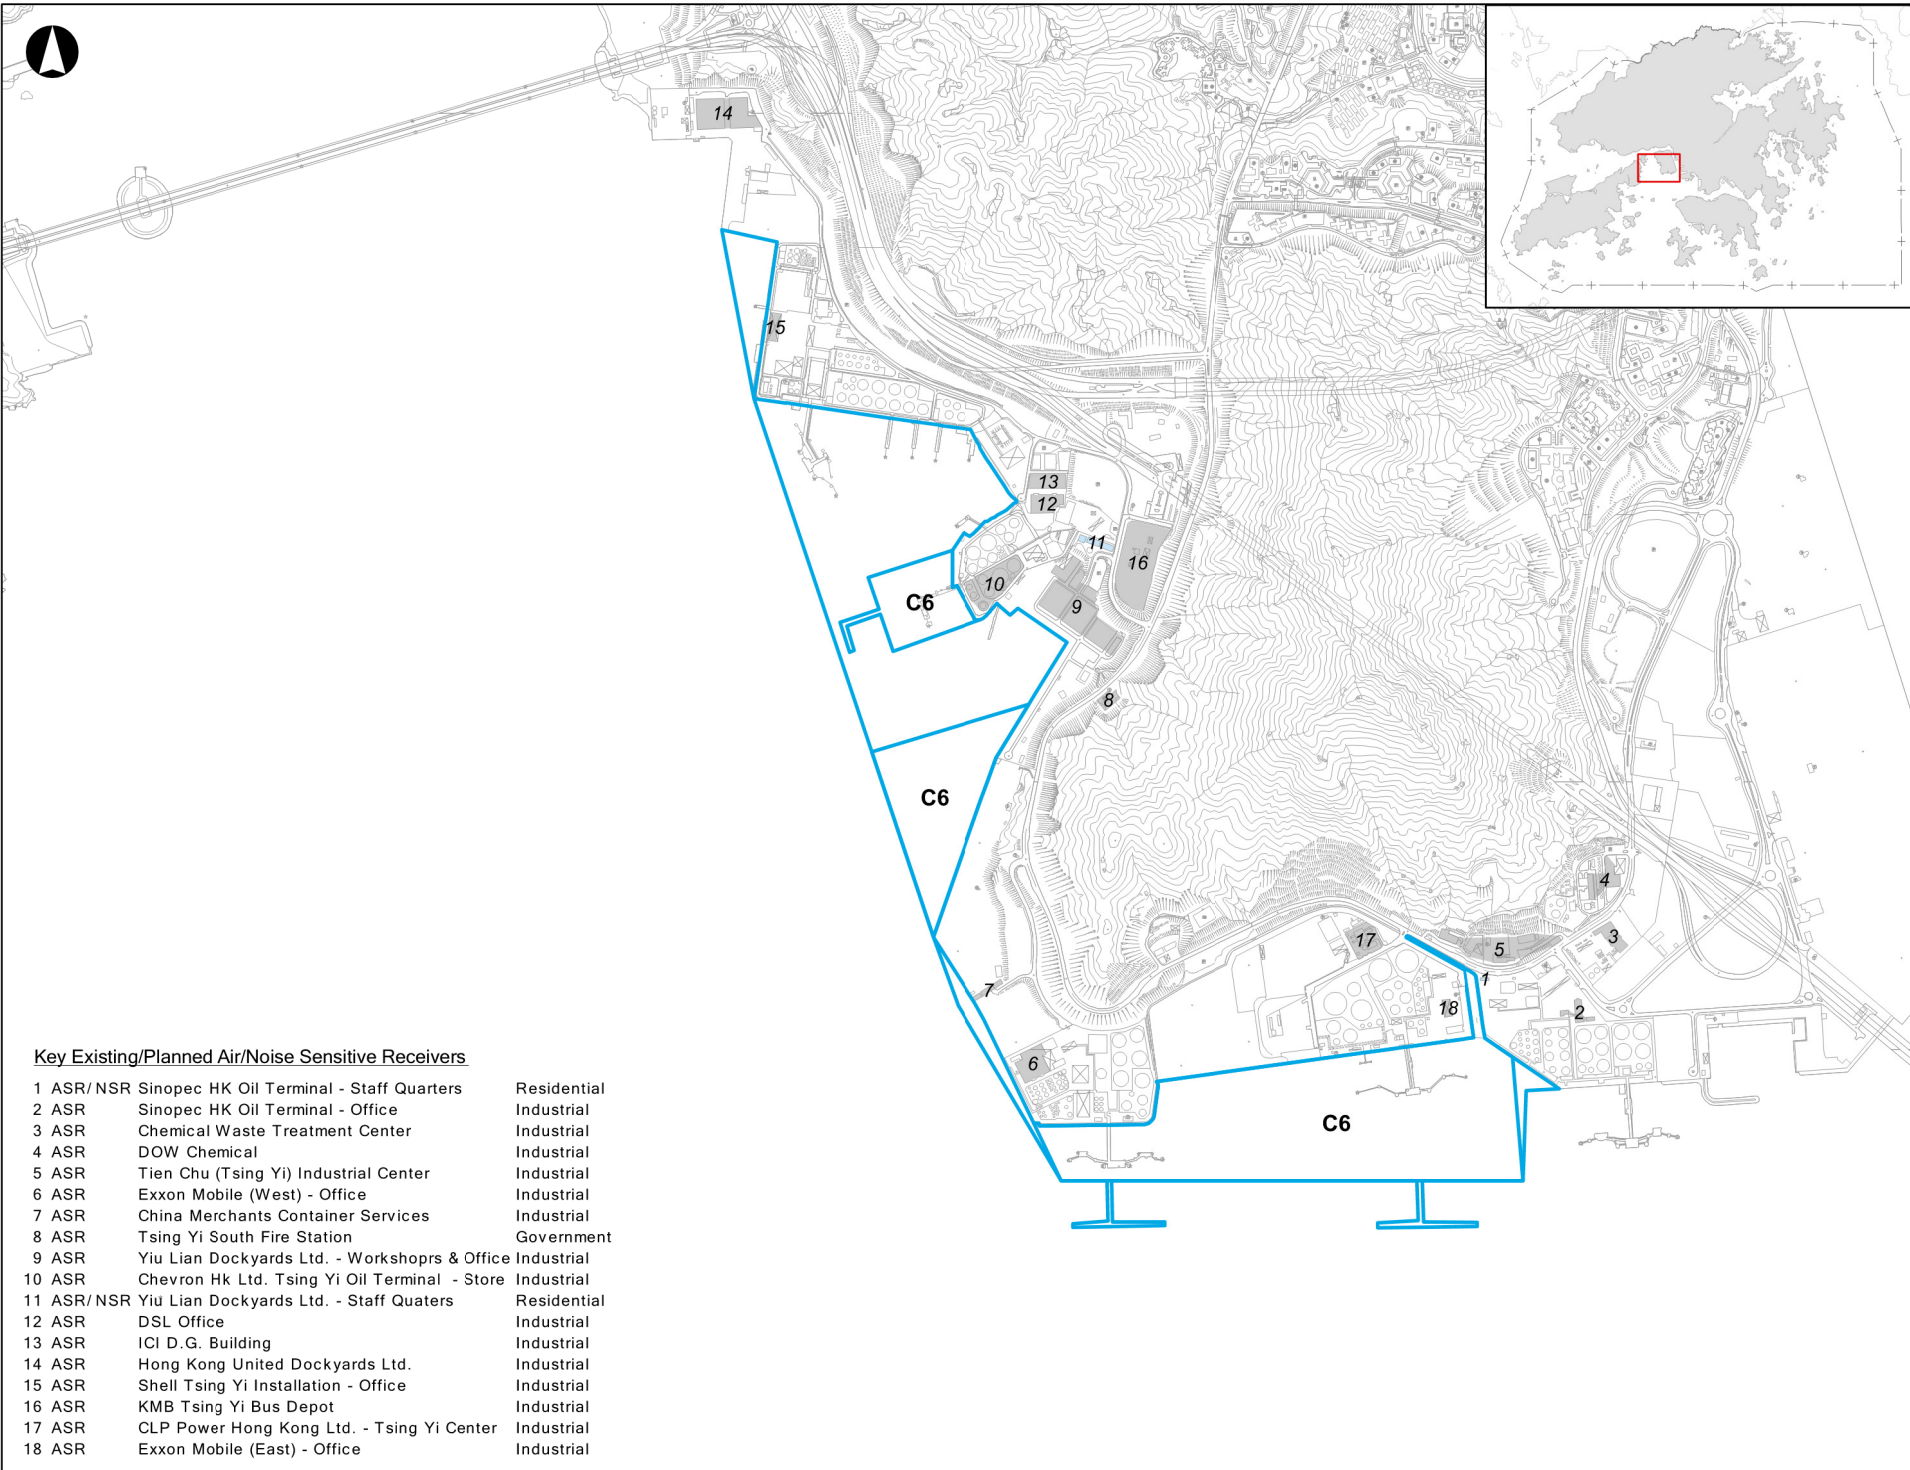 14
15
13
12
11
16
10
C6
9
8
C6
4
17
5
3
7
1
18
2
6
C6
Key Existing/Planned Air/Noise Sensitive Receivers
1 ASR/NSR Sinopec HK Oil Terminal - Staff Quarters Residential
2 ASR Sinopec HK Oil Terminal - Office Industrial
3 ASR Chemical Waste Treatment Center Industrial
4 ASR DOW Chemical Industrial
5 ASR Tien Chu (Tsing Yi) Industrial Center Industrial
6 ASR Exxon Mobile (West) - Office Industrial
7 ASR China Merchants Container Services Industrial
8 ASR Tsing Yi South Fire Station Government
9 ASR Yiu Lian Dockyards Ltd. - Workshoprs & Office Industrial
10 ASR Chevron Hk Ltd. Tsing Yi Oil Terminal - Store Industrial
11 ASR/NSR Yiu Lian Dockyards Ltd. - Staff Quaters Residential
12 ASR DSL Office Industrial
13 ASR ICI D.G. Building Industrial
14 ASR Hong Kong United Dockyards Ltd. Industrial
15 ASR Shell Tsing Yi Installation - Office Industrial
16 ASR KMB Tsing Yi Bus Depot Industrial
17 ASR CLP Power Hong Kong Ltd. - Tsing Yi Center Industrial
18 ASR Exxon Mobile (East) - Office Industrial